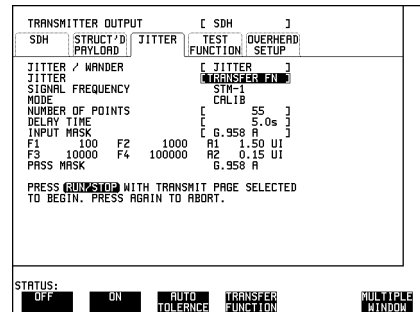 TRANSMITTER OUTPUT [ SDH ]
SDH STRUCT'D PAYLOAD JITTER TEST FUNCTION OVERHEAD SETUP
JITTER / WANDER [ JITTER ]
JITTER [TRANSFER FN ]
SIGNAL FREQUENCY STM-1
MODE CALIB
NUMBER OF POINTS [ 55 ]
DELAY TIME [ 5.0s ]
INPUT MASK [ G.958 A ]
F1 100 F2 1000 A1 1.50 UI
F3 10000 F4 100000 A2 0.15 UI
PASS MASK G.958 A
PRESS RUN/STOP WITH TRANSMIT PAGE SELECTED
TO BEGIN. PRESS AGAIN TO ABORT.
STATUS:
OFF ON AUTO TOLERNCE TRANSFER FUNCTION MULTIPLE WINDOW